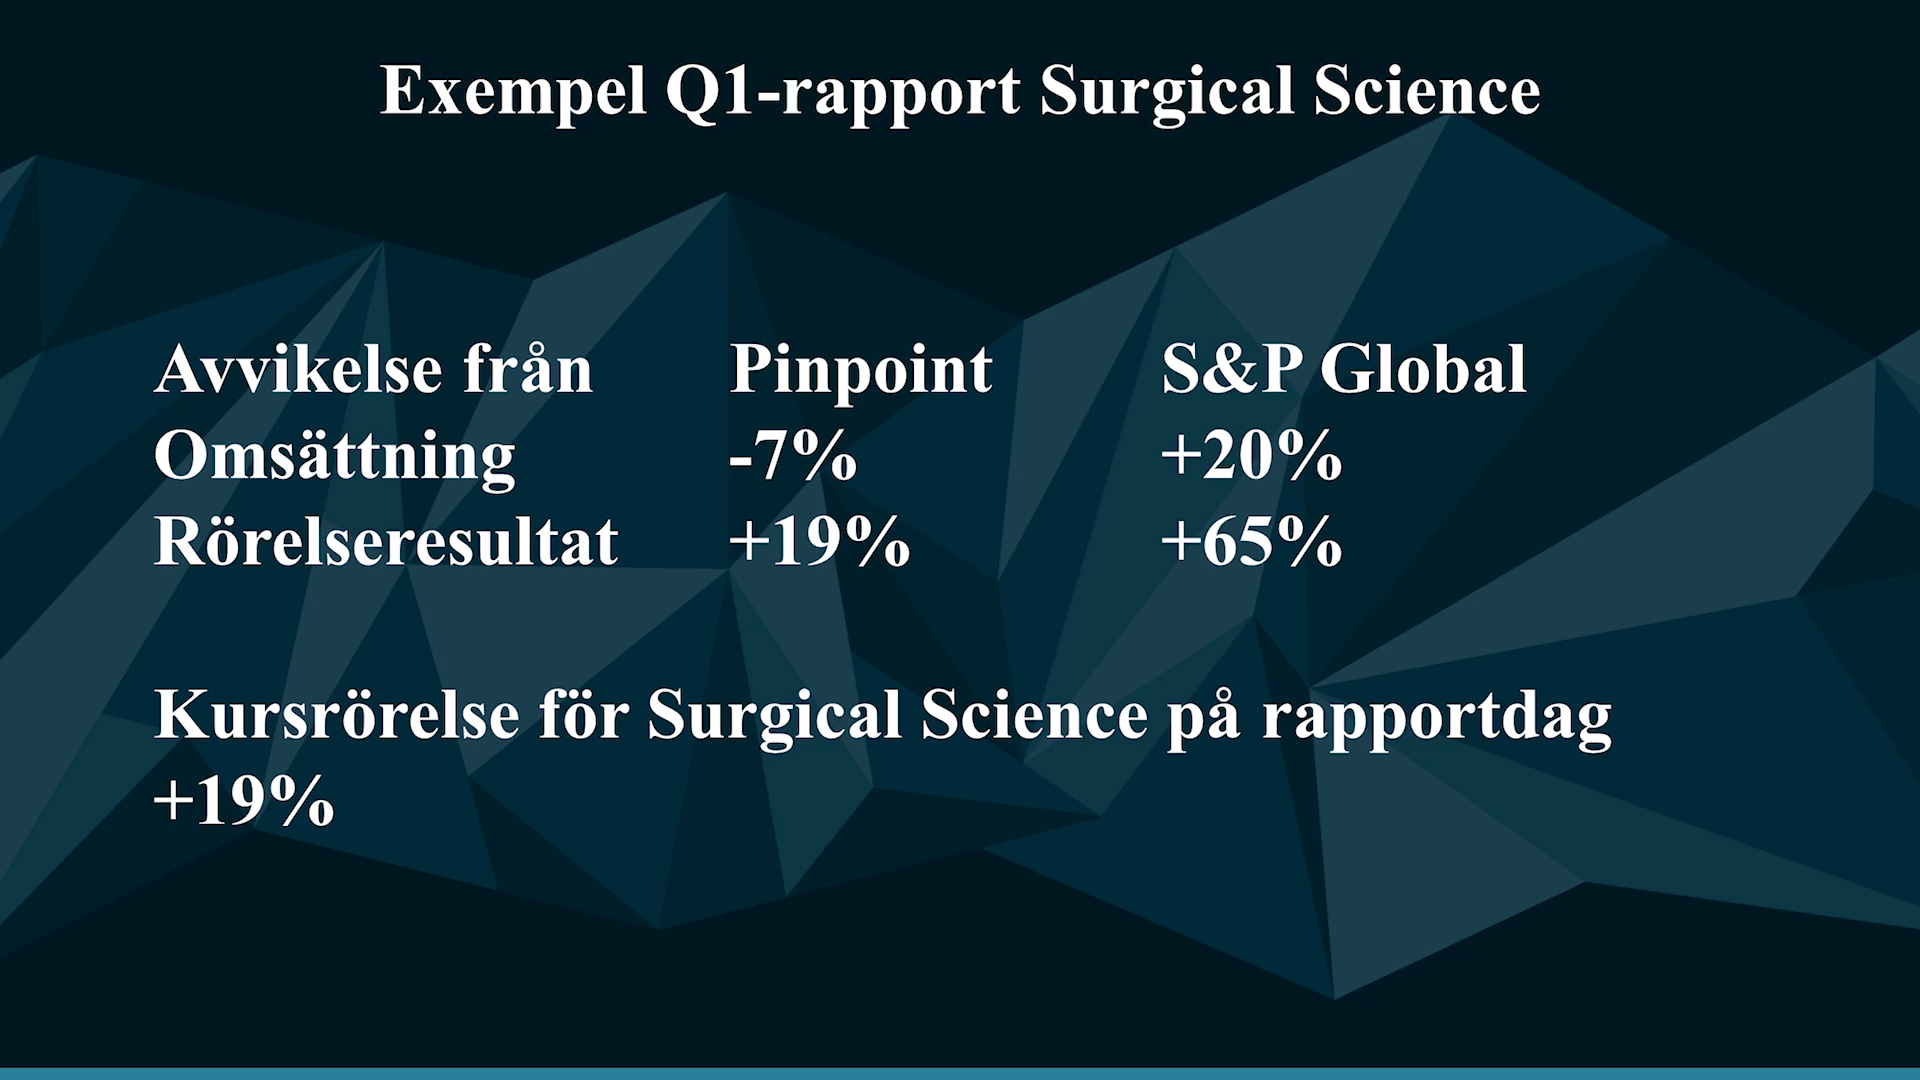 Exempel Q1-rapport Surgical Science
Avvikelse från Pinpoint S&P Global
Omsättning -7% +20%
Rörelseresultat +19% +65%
Kursrörelse för Surgical Science på rapportdag
+19%